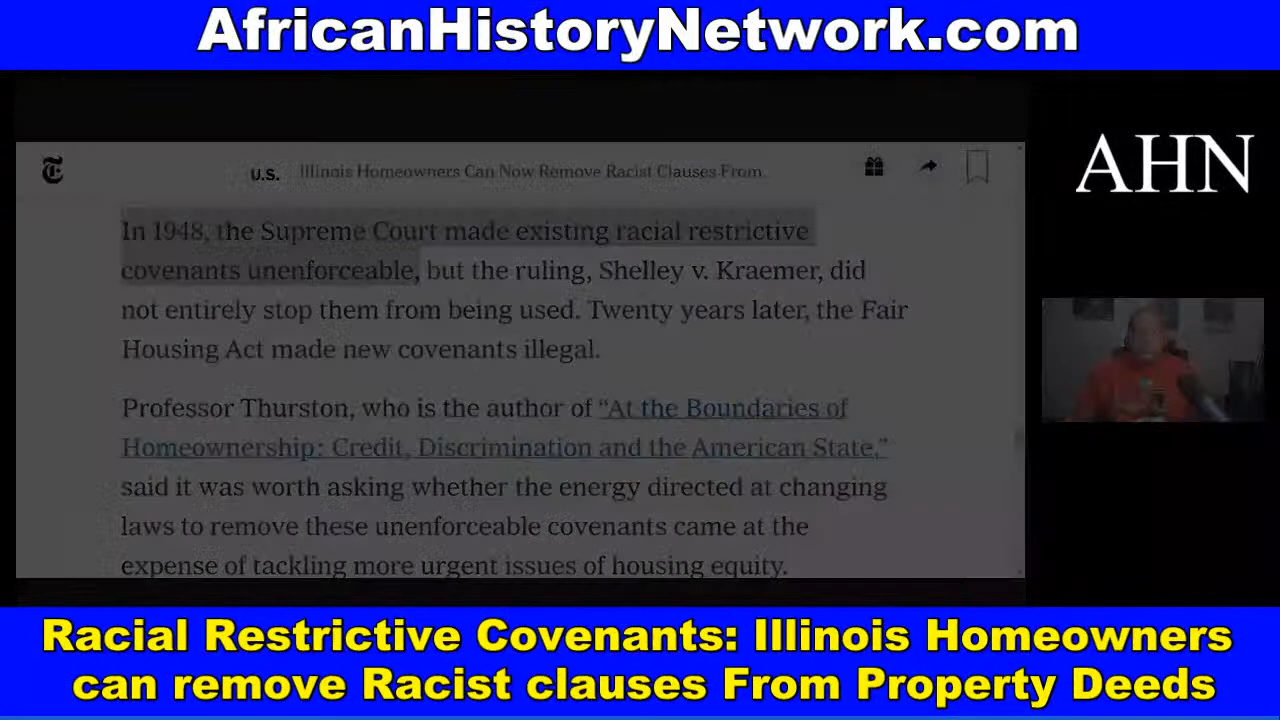 AfricanHistoryNetwork.com
AHN
U.S. Illinois Homeowners Can Now Remove Racist Clauses From
In 1948, the Supreme Court made existing racial restrictive
covenants unenforceable, but the ruling, Shelley v. Kraemer, did
not entirely stop them from being used. Twenty years later, the Fair
Housing Act made new covenants illegal.
Professor Thurston, who is the author of “At the Boundaries of
Homeownership: Credit, Discrimination and the American State,”
said it was worth asking whether the energy directed at changing
laws to remove these unenforceable covenants came at the
expense of tackling more urgent issues of housing equity.
Racial Restrictive Covenants: Illinois Homeowners
can remove Racist clauses From Property Deeds